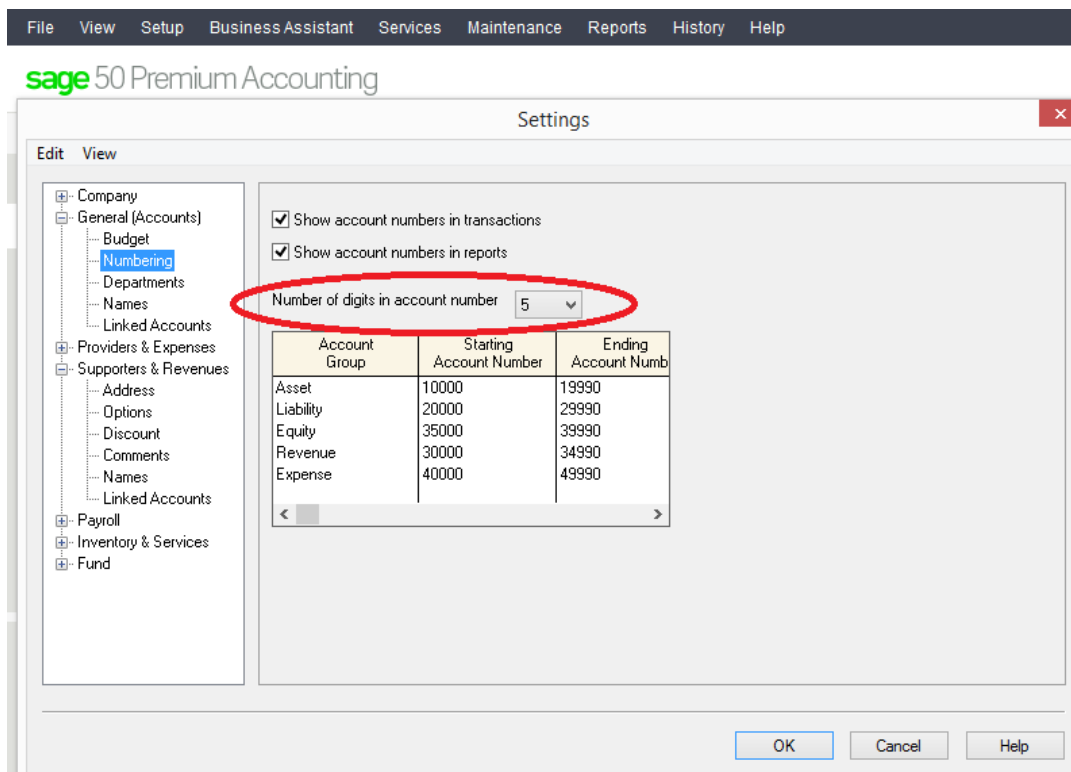 File View Setup Business Assistant Services Maintenance Reports History Help
sage 50 Premium Accounting
Settings
Edit View
Company
General (Accounts)
Budget
Numbering
Departments
Names
Linked Accounts
Providers & Expenses
Supporters & Revenues
Address
Options
Discount
Comments
Names
Linked Accounts
Payroll
Inventory & Services
Fund
Show account numbers in transactions
Show account numbers in reports
Number of digits in account number 5
Account Group Starting Account Number Ending Account Numb
Asset 10000 19990
Liability 20000 29990
Equity 35000 39990
Revenue 30000 34990
Expense 40000 49990
OK Cancel Help